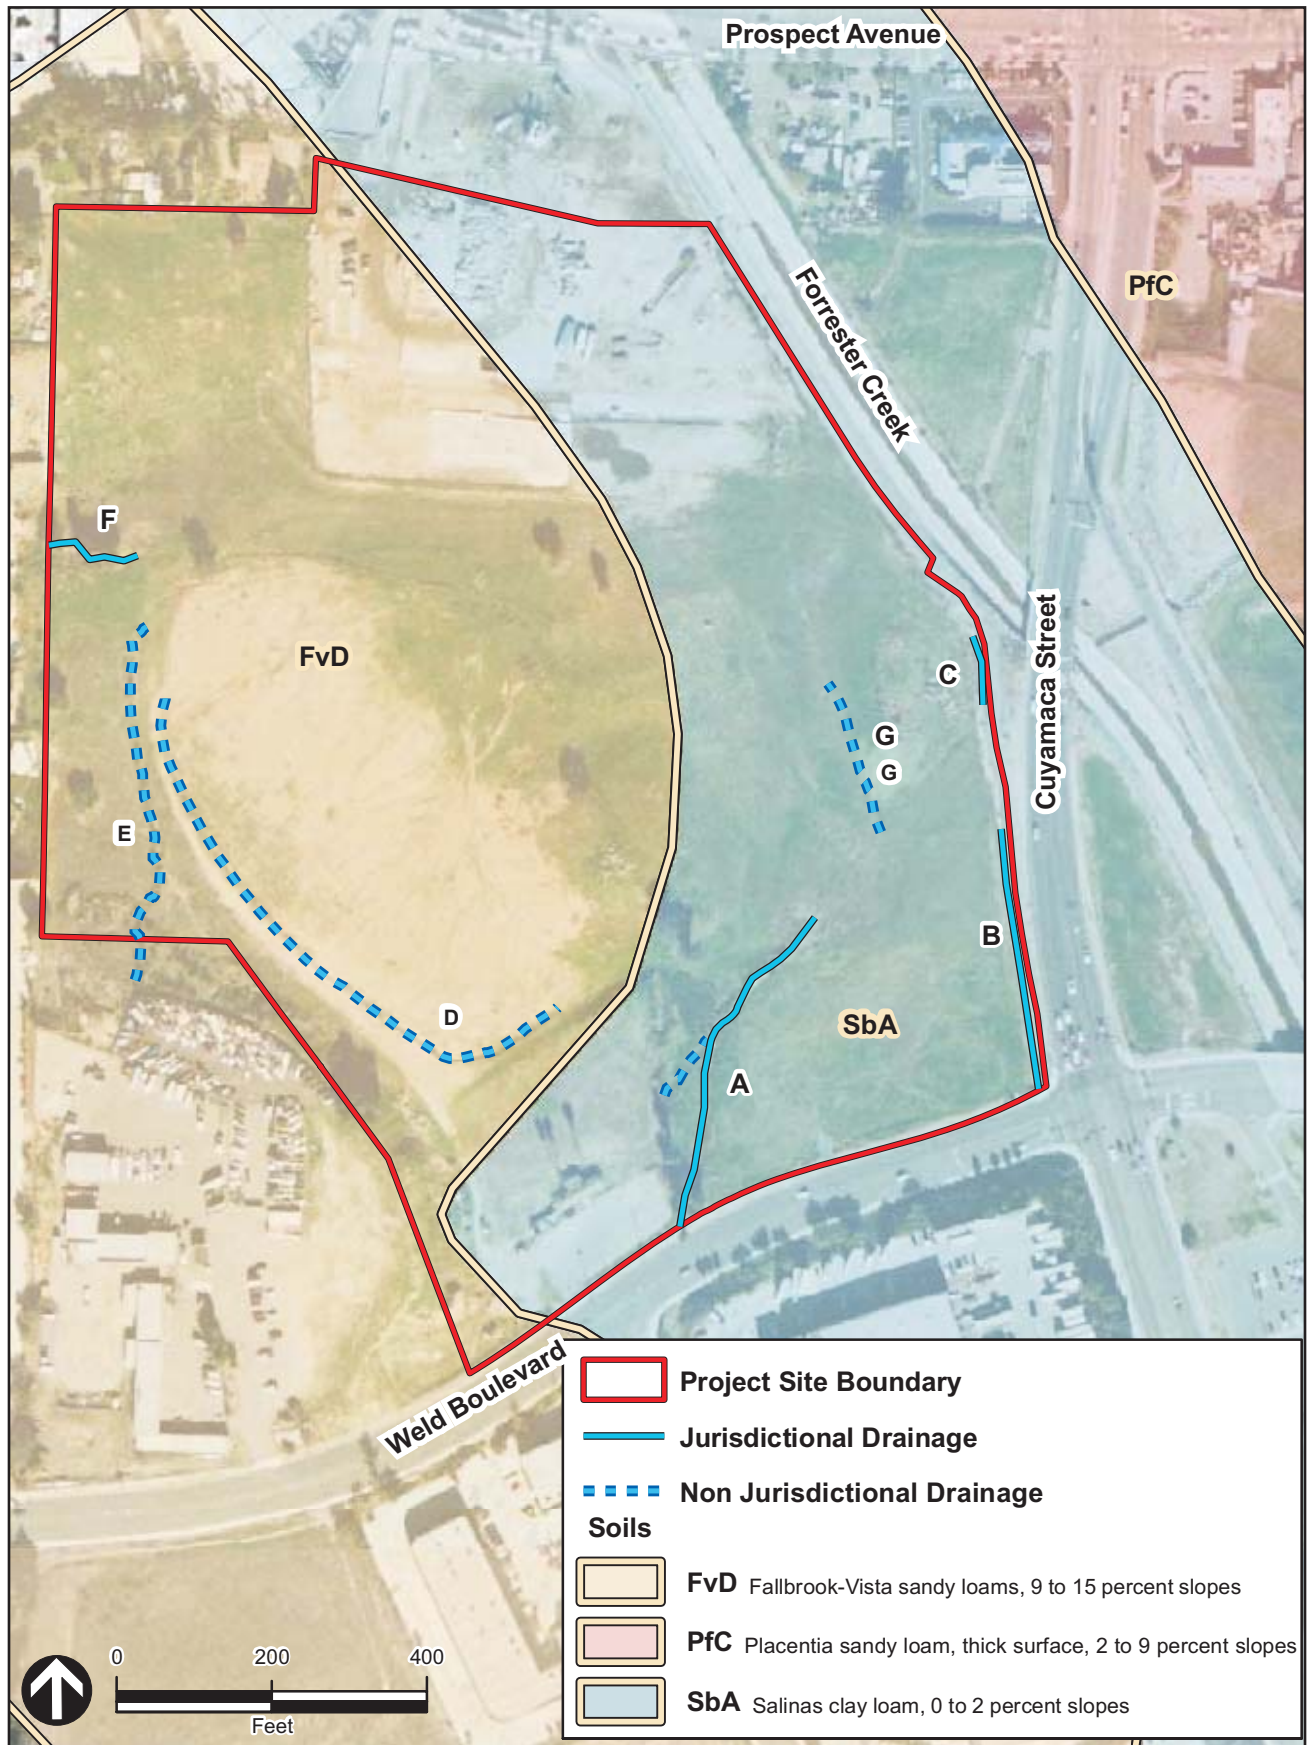 Prospect Avenue
PfC
Forrester Creek
F
Cuyamaca Street
FvD
C
G
G
E
B
D
SbA
A
Weld Boulevard
Project Site Boundary
Jurisdictional Drainage
Non Jurisdictional Drainage
Soils
FvD Fallbrook-Vista sandy loams, 9 to 15 percent slopes
PfC Placentia sandy loam, thick surface, 2 to 9 percent slopes
SbA Salinas clay loam, 0 to 2 percent slopes
0 200 400
Feet